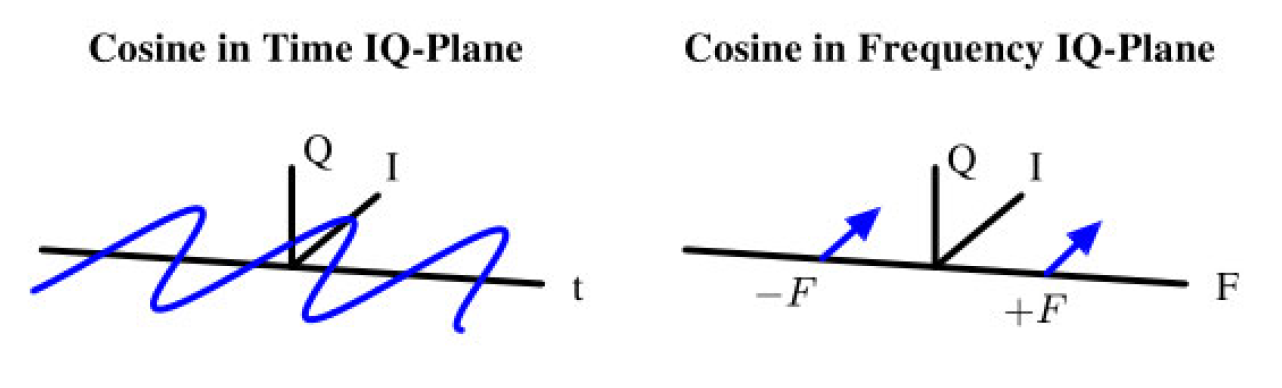 Cosine in Time IQ-Plane
Q
I
t
Cosine in Frequency IQ-Plane
Q
I
−F
+F
F